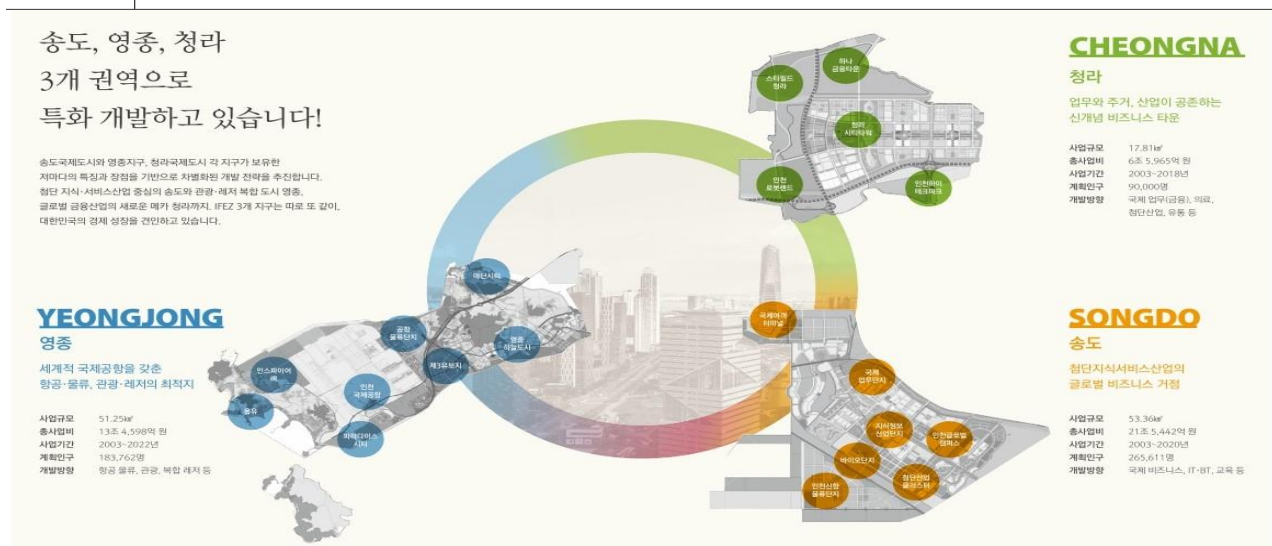 송도, 영종, 청라
3개 권역으로
특화 개발하고 있습니다!
송도국제도시와 영종지구, 청라국제도시 각 지구가 보유한
저마다의 특징과 장점을 기반으로 차별화된 개발 전략을 추진합니다.
첨단 지식·서비스산업 중심의 송도와 관광·레저 복합 도시 영종,
글로벌 금융산업의 새로운 메카 청라까지. IFEZ 3개 지구는 따로 또 같이,
대한민국의 경제 성장을 견인하고 있습니다.
CHEONGNA
청라
업무와 주거, 산업이 공존하는
신개념 비즈니스 타운
사업규모 17.81㎢
총사업비 6조 5,965억 원
사업기간 2003~2018년
계획인구 90,000명
개발방향 국제 업무(금융), 의료,
첨단산업, 유통 등
하나
금융타운
스타필드
청라
청라
시티타워
인천
로봇랜드
인천하이
테크파크
YEONGJONG
영종
세계적 국제공항을 갖춘
항공·물류, 관광·레저의 최적지
사업규모 51.25㎢
총사업비 13조 4,598억 원
사업기간 2003~2022년
계획인구 183,762명
개발방향 항공 물류, 관광, 복합 레저 등
미단시티
공항
물류단지
영종
하늘도시
제3유보지
인스파이어
인천
국제공항
용유
파라다이스
시티
SONGDO
송도
첨단지식서비스산업의
글로벌 비즈니스 거점
사업규모 53.36㎢
총사업비 21조 5,442억 원
사업기간 2003~2020년
계획인구 265,611명
개발방향 국제 비즈니스, IT·BT, 교육 등
국제여객
터미널
국제
업무단지
지식정보
산업단지
인천글로벌
캠퍼스
바이오단지
첨단산업
클러스터
인천신항
물류단지